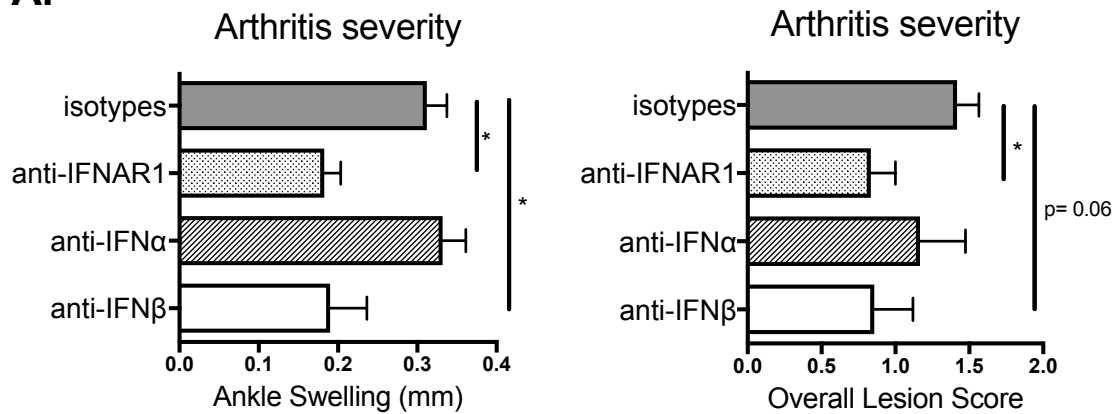 Arthritis severity
isotypes
anti-IFNAR1
anti-IFNα
anti-IFNβ
*
*
0.0 0.1 0.2 0.3 0.4
Ankle Swelling (mm)
Arthritis severity
isotypes
anti-IFNAR1
anti-IFNα
anti-IFNβ
*
p= 0.06
0.0 0.5 1.0 1.5 2.0
Overall Lesion Score